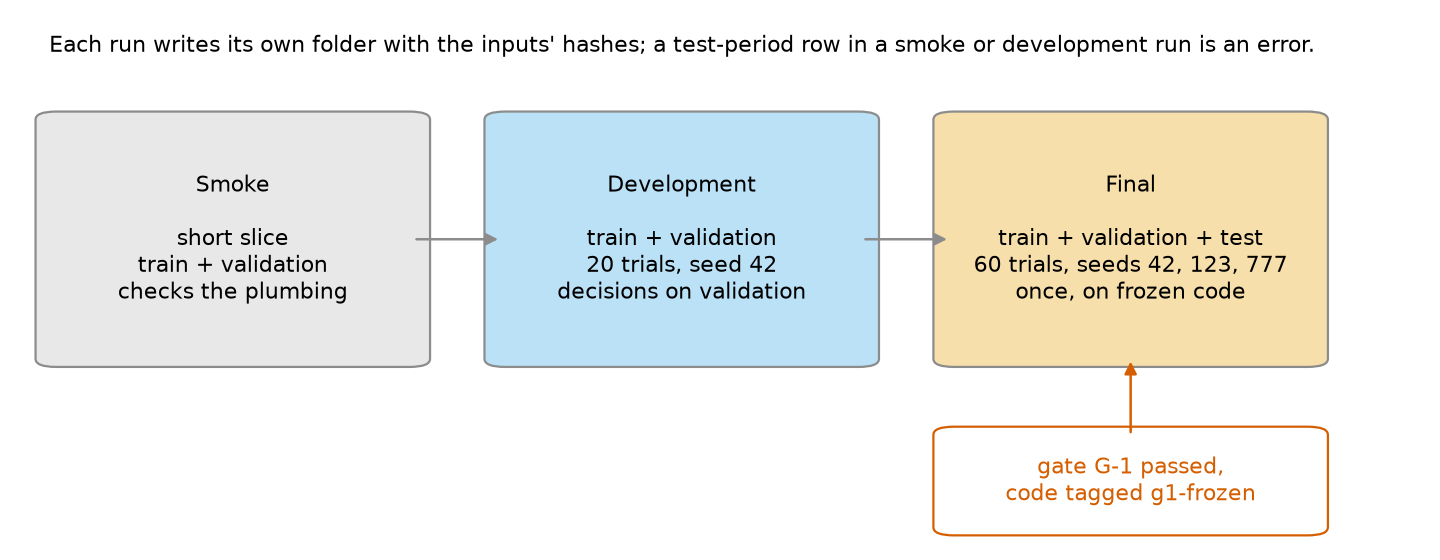 Each run writes its own folder with the inputs' hashes; a test-period row in a smoke or development run is an error.
Smoke
short slice
train + validation
checks the plumbing
Development
train + validation
20 trials, seed 42
decisions on validation
Final
train + validation + test
60 trials, seeds 42, 123, 777
once, on frozen code
gate G-1 passed,
code tagged g1-frozen